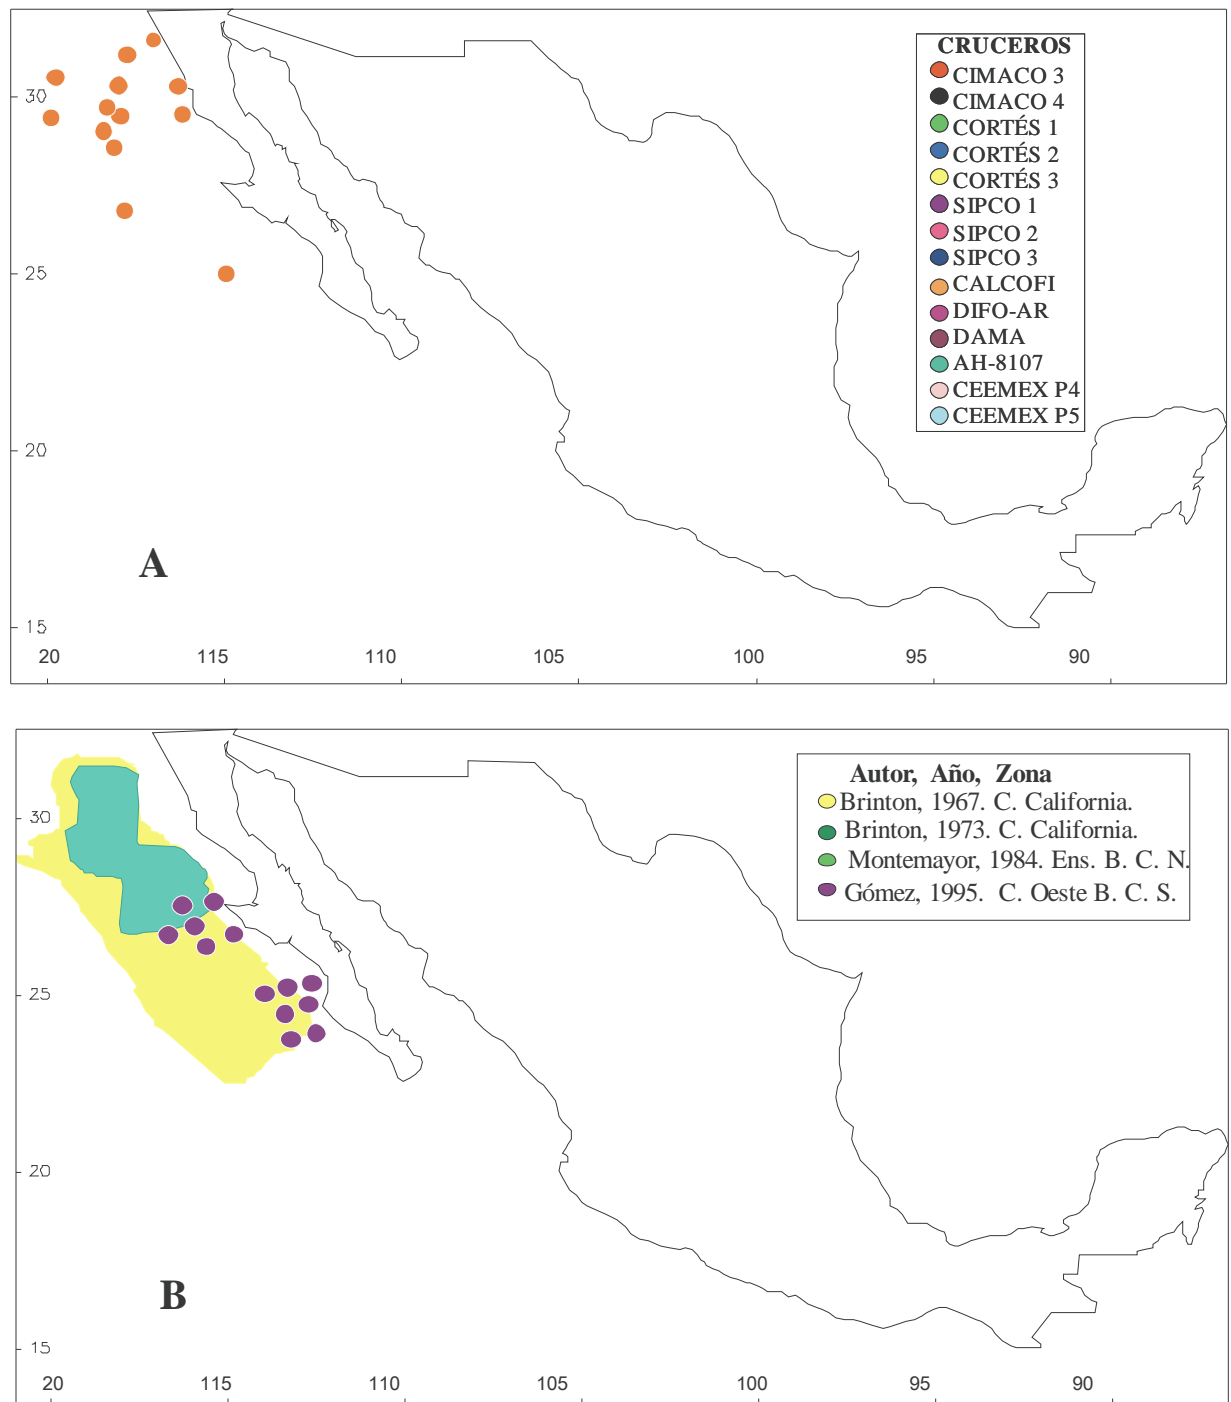 CRUCEROS
CIMACO 3
CIMACO 4
CORTÉS 1
CORTÉS 2
CORTÉS 3
SIPCO 1
SIPCO 2
SIPCO 3
CALCOFI
DIFO-AR
DAMA
AH-8107
CEEMEX P4
CEEMEX P5
30
25
20
15
A
20 115 110 105 100 95 90
Autor, Año, Zona
Brinton, 1967. C. California.
Brinton, 1973. C. California.
Montemayor, 1984. Ens. B. C. N.
Gómez, 1995. C. Oeste B. C. S.
30
25
20
15
B
20 115 110 105 100 95 90